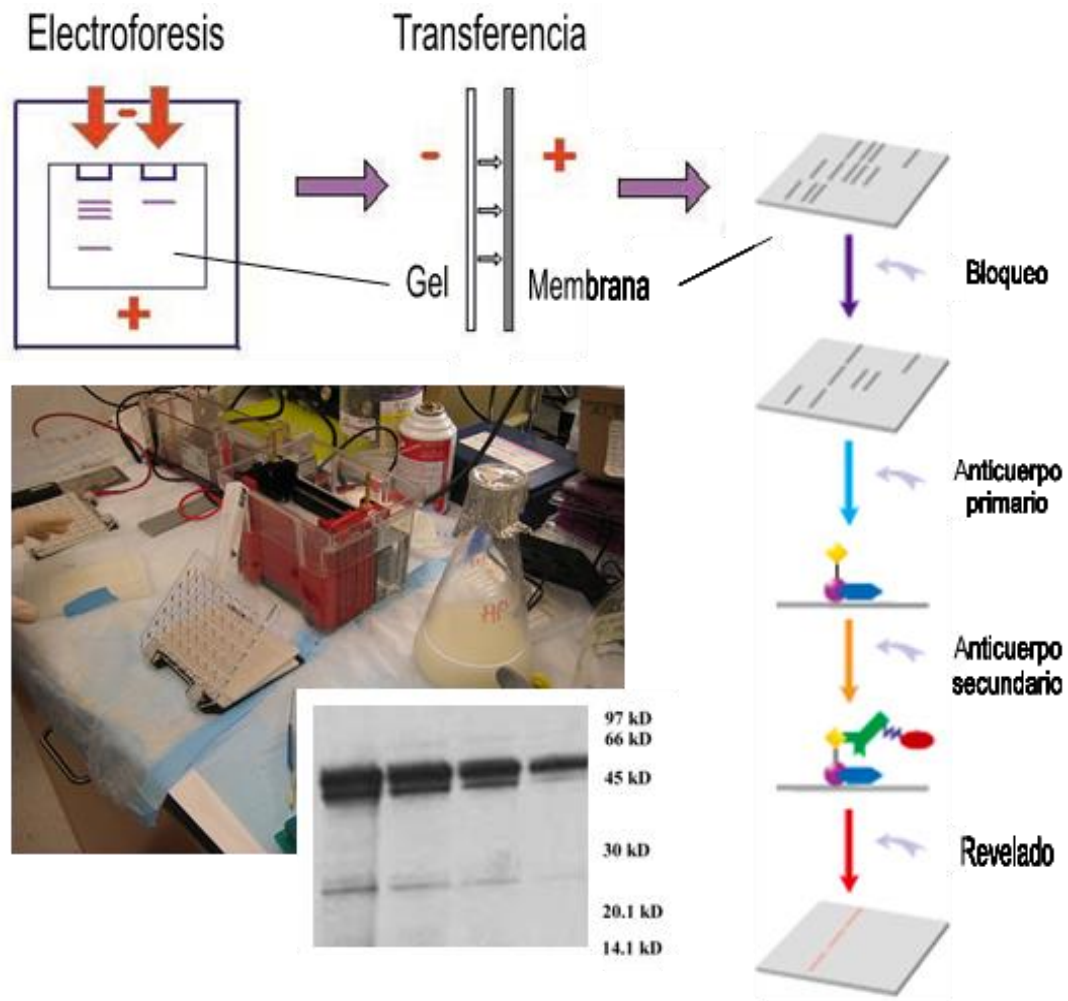 Electroforesis
Transferencia
-
-
+
+
Gel
Membrana
Bloqueo
Anticuerpo
primario
Anticuerpo
secundario
Revelado
HP
97 kD
66 kD
45 kD
30 kD
20.1 kD
14.1 kD